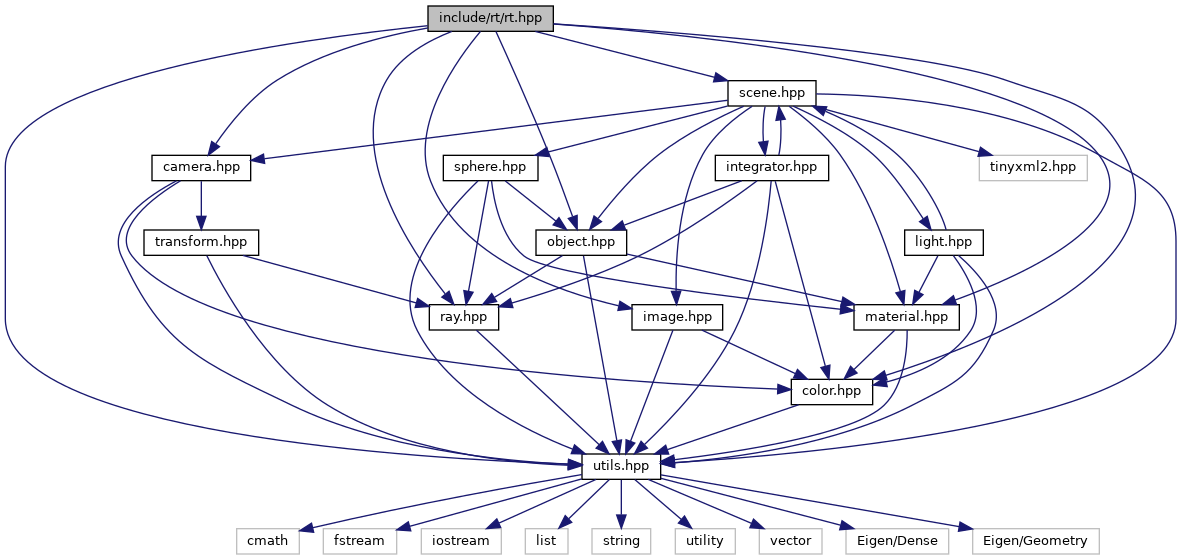 include/rt/rt.hpp
scene.hpp
camera.hpp
sphere.hpp
integrator.hpp
tinyxml2.hpp
transform.hpp
object.hpp
light.hpp
ray.hpp
image.hpp
material.hpp
color.hpp
utils.hpp
cmath
fstream
iostream
list
string
utility
vector
Eigen/Dense
Eigen/Geometry